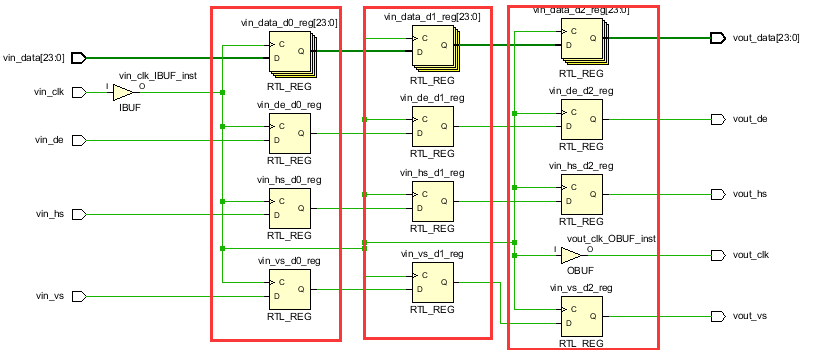 vin_data_d0_reg[23:0]
vin_data_d1_reg[23:0]
vin_data_d2_reg[23:0]
vin_data[23:0]
C
D
Q
RTL_REG
C
D
Q
RTL_REG
C
D
Q
RTL_REG
vout_data[23:0]
vin_clk
vin_clk_IBUF_inst
I
O
IBUF
vin_de
vin_de_d0_reg
C
D
Q
RTL_REG
vin_de_d1_reg
C
D
Q
RTL_REG
vin_de_d2_reg
C
D
Q
RTL_REG
vout_de
vin_hs
vin_hs_d0_reg
C
D
Q
RTL_REG
vin_hs_d1_reg
C
D
Q
RTL_REG
vin_hs_d2_reg
C
D
Q
RTL_REG
vout_hs
vout_clk_OBUF_inst
I
O
OBUF
vout_clk
vin_vs
vin_vs_d0_reg
C
D
Q
RTL_REG
vin_vs_d1_reg
C
D
Q
RTL_REG
vin_vs_d2_reg
C
D
Q
RTL_REG
vout_vs